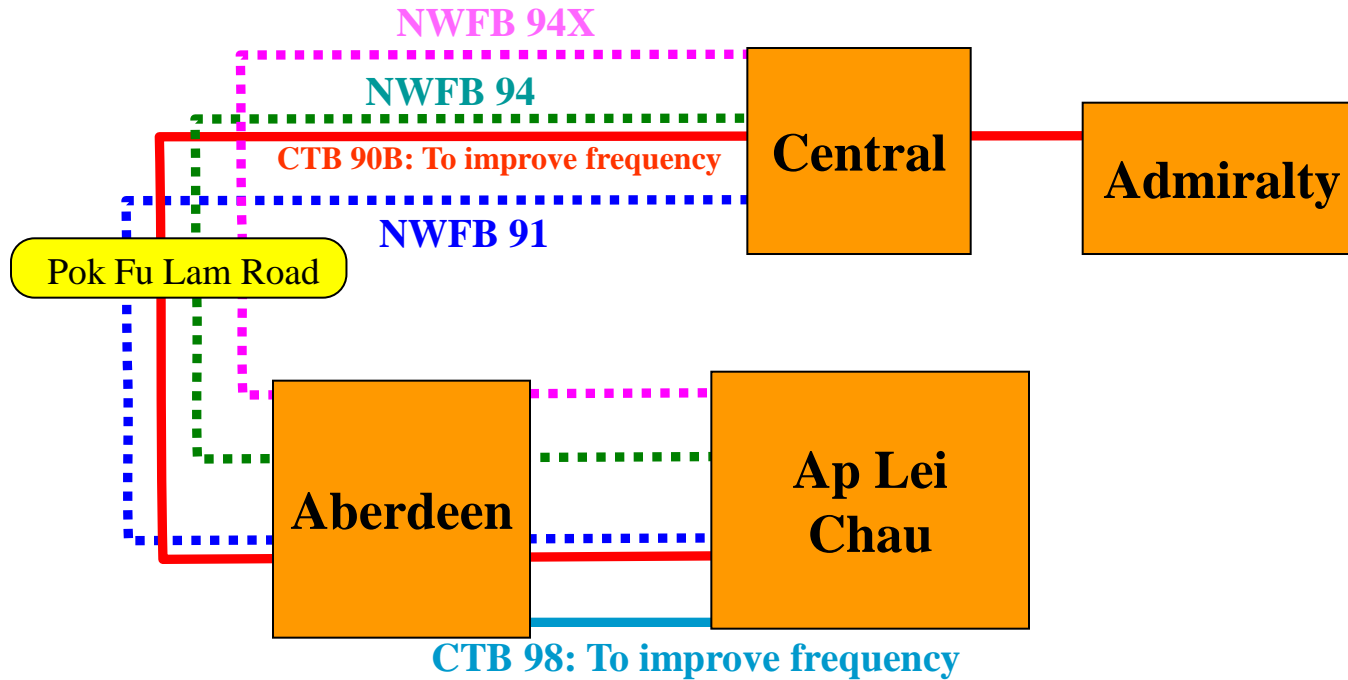 NWFB 94X
NWFB 94
CTB 90B: To improve frequency
NWFB 91
Central
Admiralty
Pok Fu Lam Road
Aberdeen
Ap Lei
Chau
CTB 98: To improve frequency